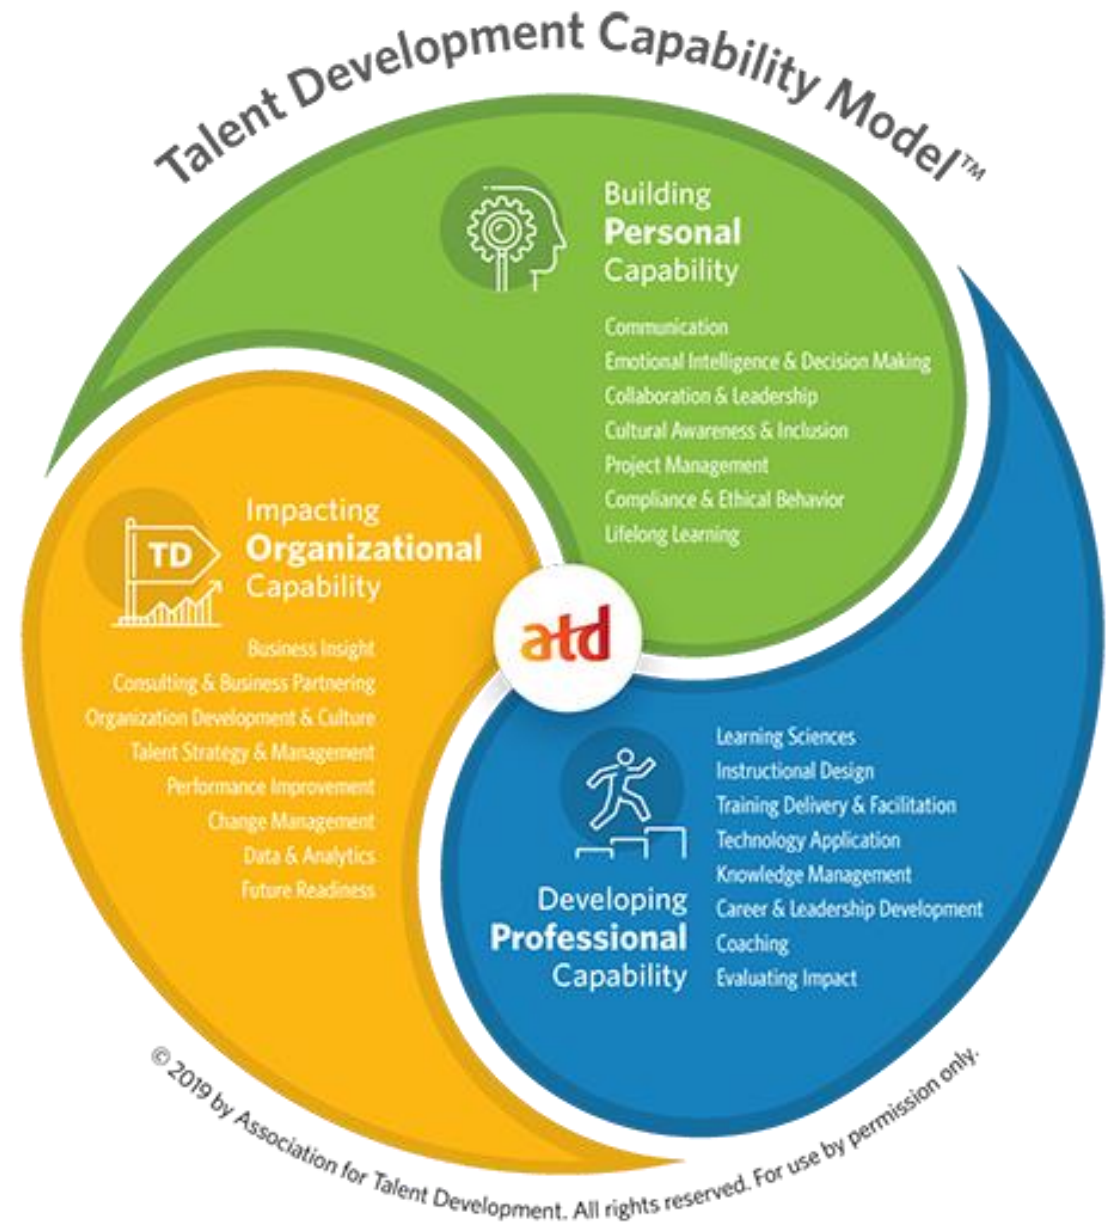 Talent Development Capability Model™
Building
Personal
Capability
Communication
Emotional Intelligence & Decision Making
Collaboration & Leadership
Cultural Awareness & Inclusion
Project Management
Compliance & Ethical Behavior
Lifelong Learning
TD
Impacting
Organizational
Capability
Business Insight
Consulting & Business Partnering
Organization Development & Culture
Talent Strategy & Management
Performance Improvement
Change Management
Data & Analytics
Future Readiness
atd
Developing
Professional
Capability
Learning Sciences
Instructional Design
Training Delivery & Facilitation
Technology Application
Knowledge Management
Career & Leadership Development
Coaching
Evaluating Impact
© 2019 by Association for Talent Development. All rights reserved. For use by permission only.